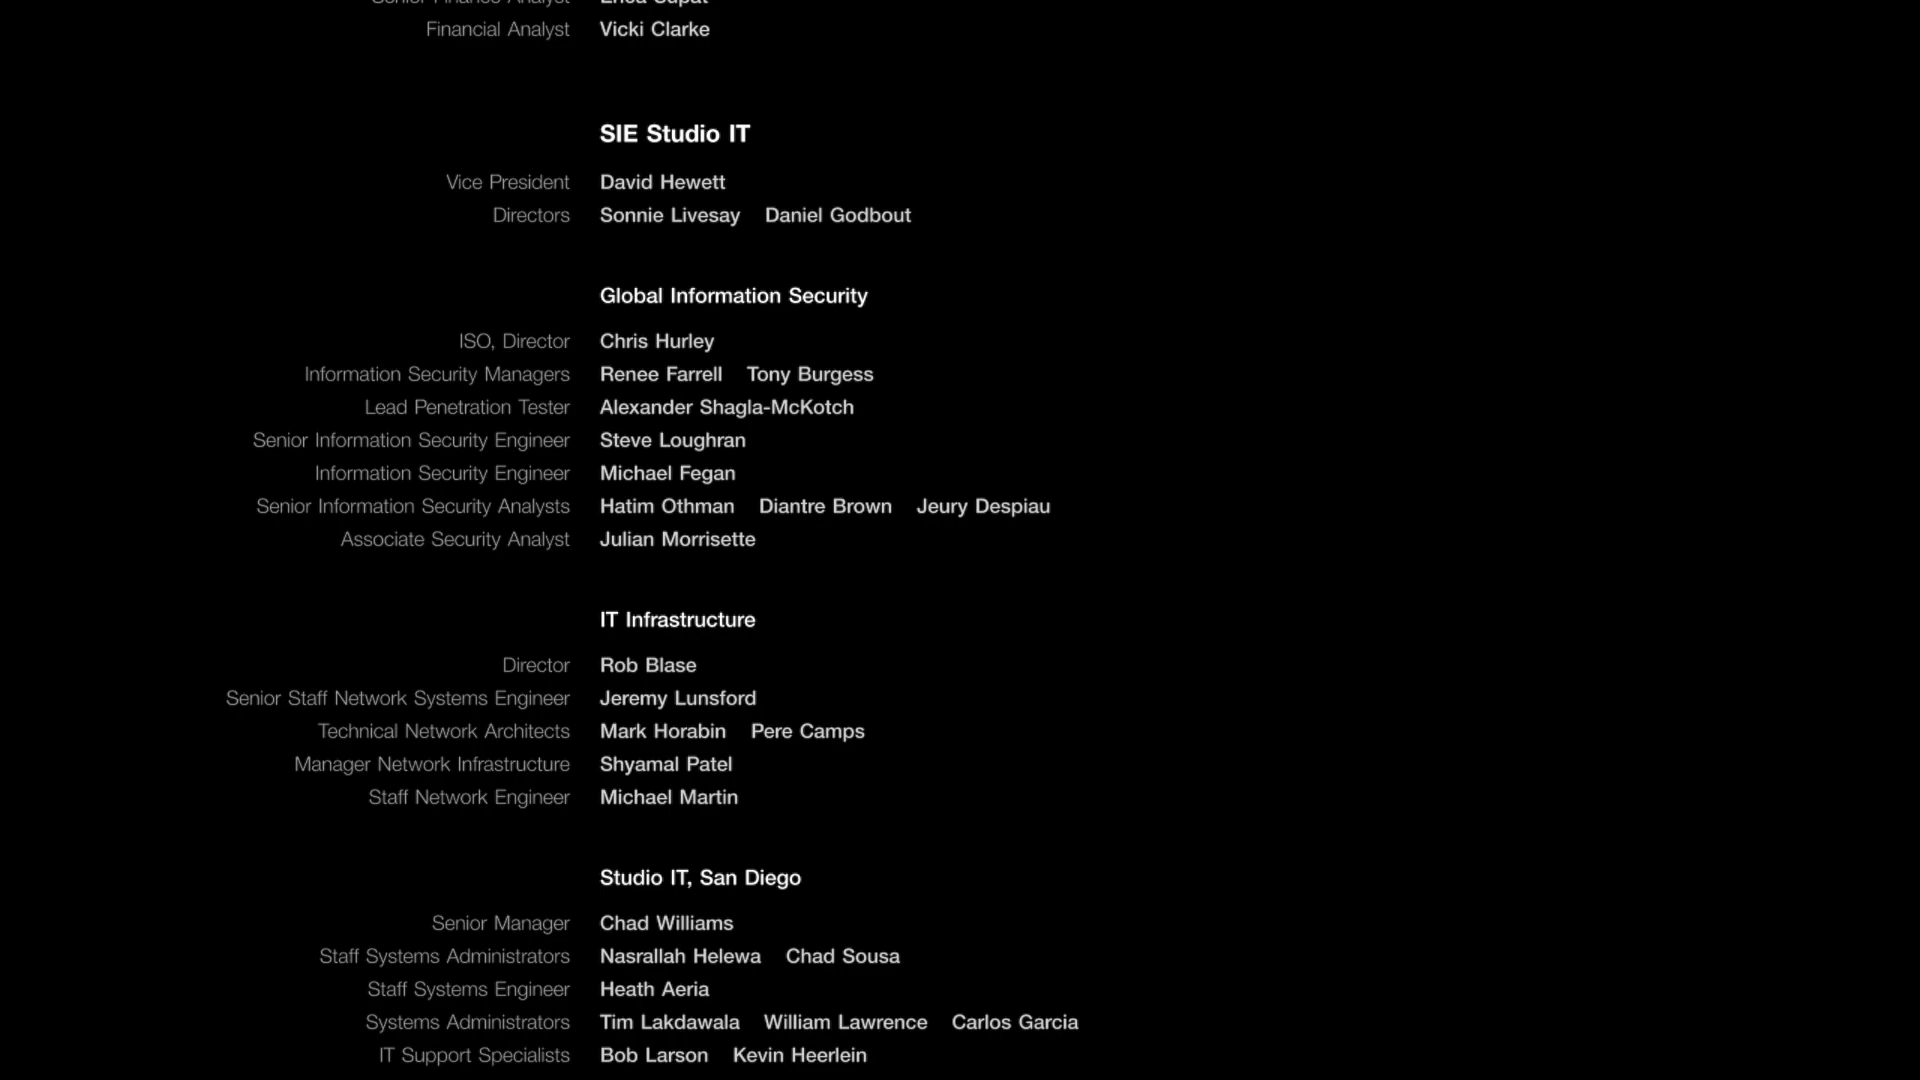 Senior Finance Analyst Erica Supat
Financial Analyst Vicki Clarke
SIE Studio IT
Vice President David Hewett
Directors Sonnie Livesay Daniel Godbout
Global Information Security
ISO, Director Chris Hurley
Information Security Managers Renee Farrell Tony Burgess
Lead Penetration Tester Alexander Shagla-McKotch
Senior Information Security Engineer Steve Loughran
Information Security Engineer Michael Fegan
Senior Information Security Analysts Hatim Othman Diantre Brown Jeury Despiau
Associate Security Analyst Julian Morrisette
IT Infrastructure
Director Rob Blase
Senior Staff Network Systems Engineer Jeremy Lunsford
Technical Network Architects Mark Horabin Pere Camps
Manager Network Infrastructure Shyamal Patel
Staff Network Engineer Michael Martin
Studio IT, San Diego
Senior Manager Chad Williams
Staff Systems Administrators Nasrallah Helewa Chad Sousa
Staff Systems Engineer Heath Aeria
Systems Administrators Tim Lakdawala William Lawrence Carlos Garcia
IT Support Specialists Bob Larson Kevin Heerlein